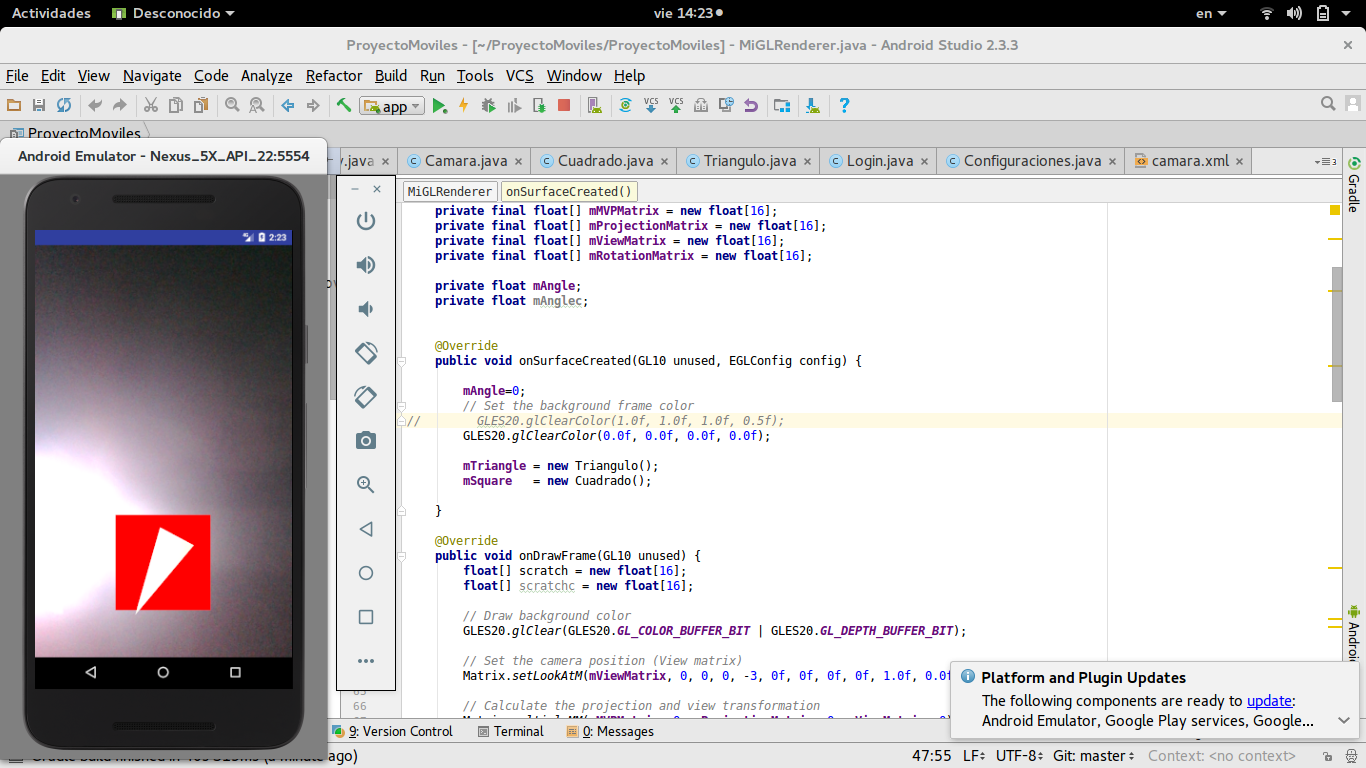 Actividades Desconocido vie 14:23 en
ProyectoMoviles - [~/ProyectoMoviles/ProyectoMoviles] - MiGLRenderer.java - Android Studio 2.3.3
File Edit View Navigate Code Analyze Refactor Build Run Tools VCS Window Help
app VCS VCS
ProyectoMoviles
Android Emulator - Nexus_5X_API_22:5554
2:23
y.java Camara.java Cuadrado.java Triangulo.java Login.java Configuraciones.java camara.xml
MiGLRenderer onSurfaceCreated()
private final float[] mMVPMatrix = new float[16];
private final float[] mProjectionMatrix = new float[16];
private final float[] mViewMatrix = new float[16];
private final float[] mRotationMatrix = new float[16];
private float mAngle;
private float mAnglec;
@Override
public void onSurfaceCreated(GL10 unused, EGLConfig config) {
mAngle=0;
// Set the background frame color
// GLES20.glClearColor(1.0f, 1.0f, 1.0f, 0.5f);
GLES20.glClearColor(0.0f, 0.0f, 0.0f, 0.0f);
mTriangle = new Triangulo();
mSquare = new Cuadrado();
}
@Override
public void onDrawFrame(GL10 unused) {
float[] scratch = new float[16];
float[] scratchc = new float[16];
// Draw background color
GLES20.glClear(GLES20.GL_COLOR_BUFFER_BIT | GLES20.GL_DEPTH_BUFFER_BIT);
// Set the camera position (View matrix)
Matrix.setLookAtM(mViewMatrix, 0, 0, 0, -3, 0f, 0f, 0f, 0f, 1.0f, 0.0f
66 // Calculate the projection and view transformation
Gradle
Platform and Plugin Updates
The following components are ready to update:
Android Emulator, Google Play services, Google...
9: Version Control Terminal 0: Messages
(a minute ago) 47:55 LF UTF-8 Git: master Context: <no context>